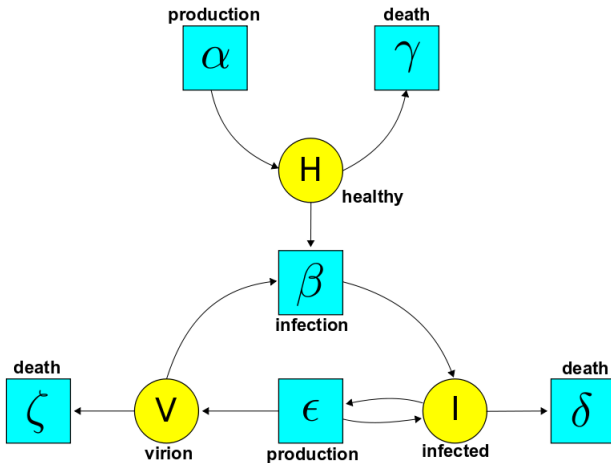 production
death
α
γ
H
healthy
β
infection
death
death
ζ
V
ϵ
I
δ
virion
production
infected